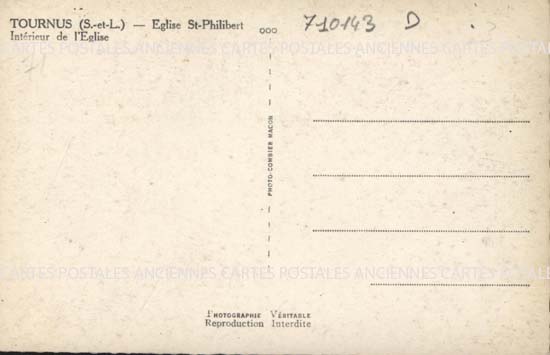 TOURNUS (S.-et-L.) — Eglise St-Philibert
Intérieur de l'Eglise
ooo
710143 D
CARTES POSTALES ANCIENNES CARTES POSTALES ANCIENNES CARTES POSTALES
PHOTO-COMBIER MACON
CARTES POSTALES ANCIENNES CARTES POSTALES ANCIENNES CARTES POSTALES
PHOTOGRAPHIE VÉRITABLE
Reproduction Interdite